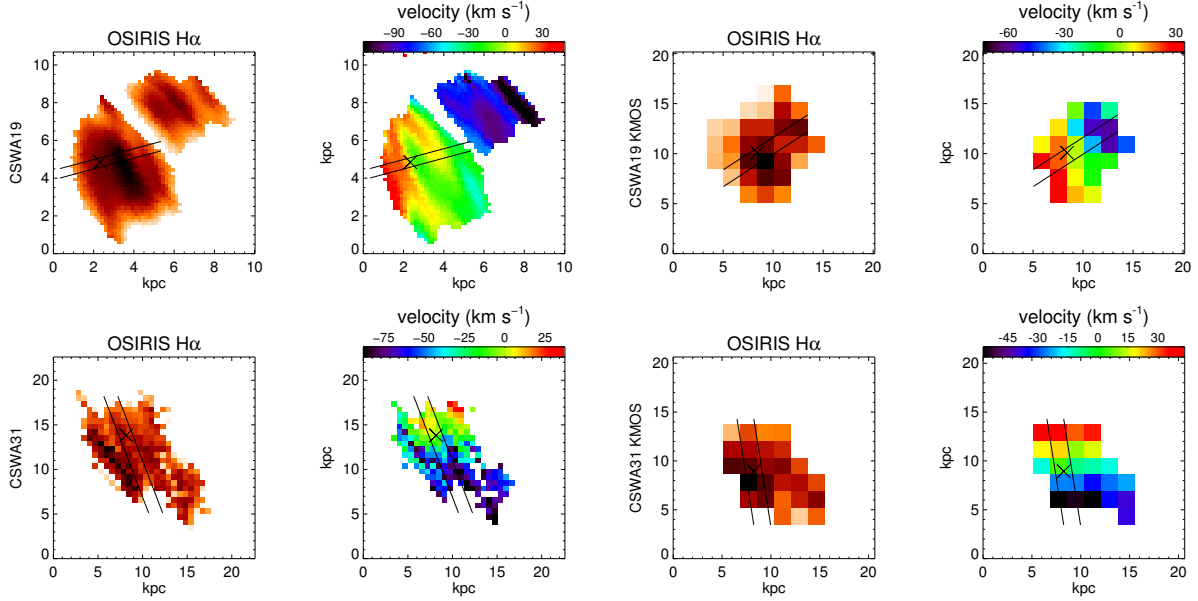 velocity (km s⁻¹)
velocity (km s⁻¹)
OSIRIS Hα
−90 −60 −30 0 30
OSIRIS Hα
−60 −30 0 30
CSWA19
10
8
6
4
2
0
0 2 4 6 8 10
kpc
kpc
10
8
6
4
2
0
0 2 4 6 8 10
kpc
CSWA19 KMOS
20
15
10
5
0
0 5 10 15 20
kpc
kpc
20
15
10
5
0
0 5 10 15 20
kpc
velocity (km s⁻¹)
velocity (km s⁻¹)
OSIRIS Hα
−75 −50 −25 0 25
OSIRIS Hα
−45 −30 −15 0 15 30
CSWA31
20
15
10
5
0
0 5 10 15 20
kpc
kpc
20
15
10
5
0
0 5 10 15 20
kpc
CSWA31 KMOS
20
15
10
5
0
0 5 10 15 20
kpc
kpc
20
15
10
5
0
0 5 10 15 20
kpc